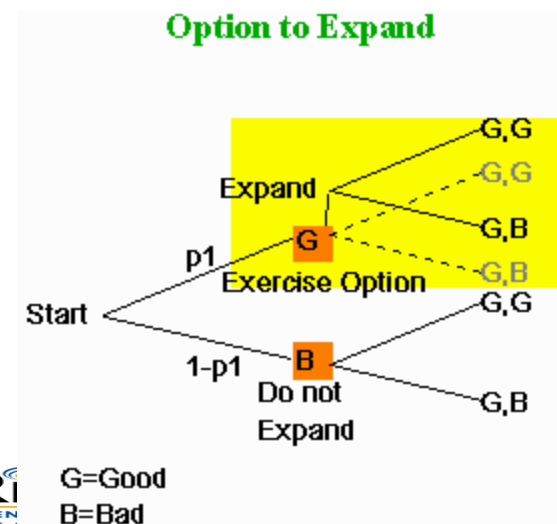 Option to Expand
G,G
G,G
Expand
G,B
G
p1
Exercise Option
G,B
G,G
Start
1-p1
B
Do not
Expand
G,B
G=Good
B=Bad